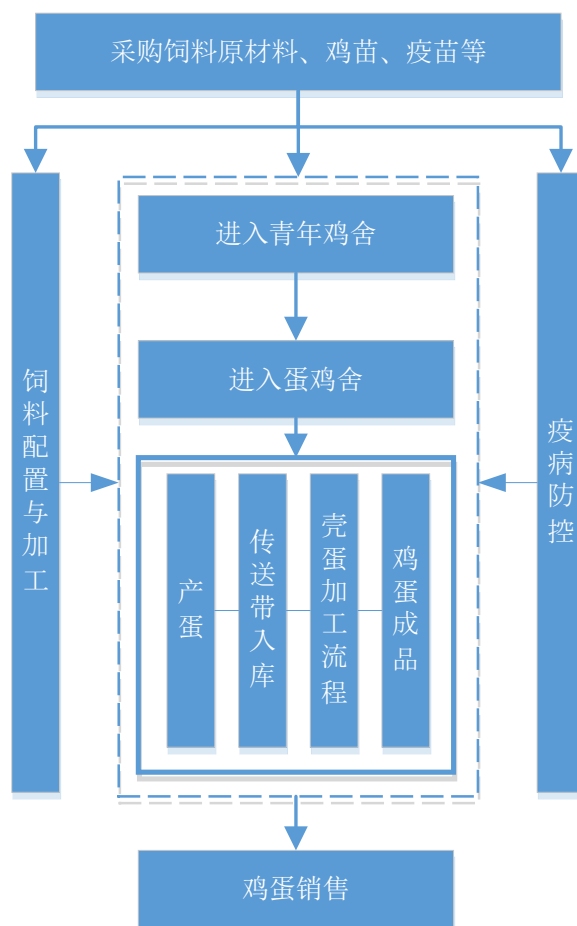 采购饲料原材料、鸡苗、疫苗等
进入青年鸡舍
进入蛋鸡舍
饲料配置与加工
产蛋
传送带入库
壳蛋加工流程
鸡蛋成品
疫病防控
鸡蛋销售